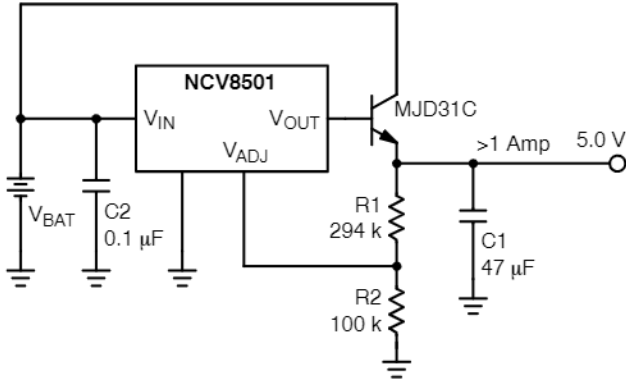 NCV8501
V_IN
V_OUT
V_ADJ
MJD31C
>1 Amp
5.0 V
V_BAT
C2
0.1 µF
R1
294 k
C1
47 µF
R2
100 k